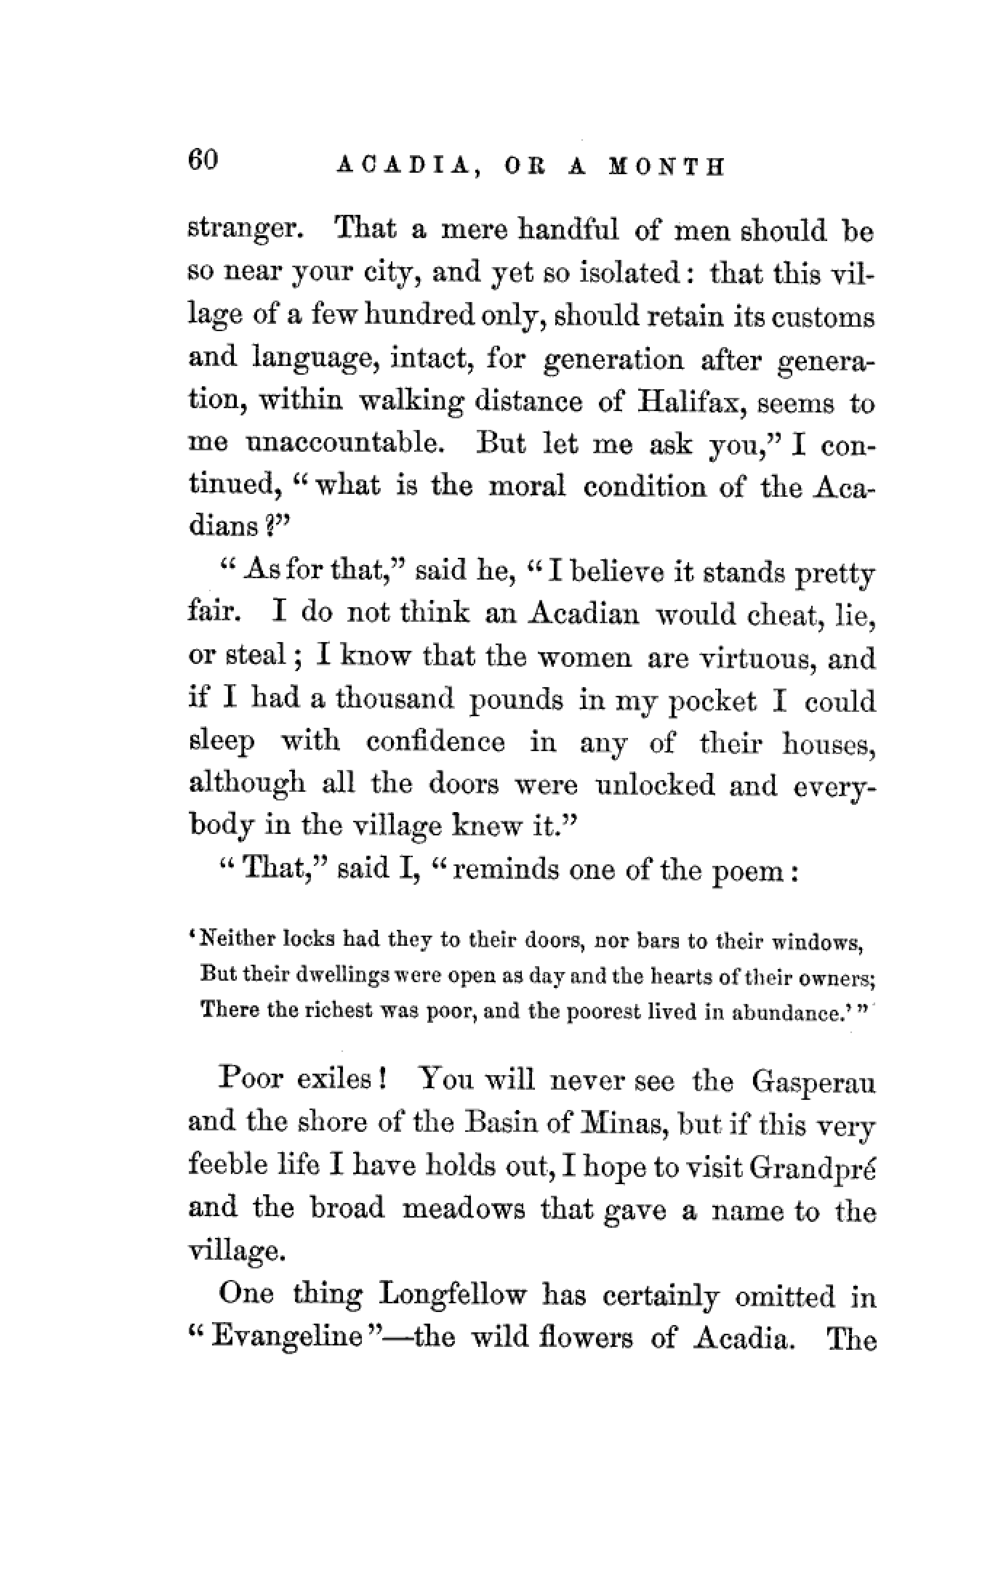 60 ACADIA, OR A MONTH
stranger. That a mere handful of men should be
so near your city, and yet so isolated: that this vil-
lage of a few hundred only, should retain its customs
and language, intact, for generation after genera-
tion, within walking distance of Halifax, seems to
me unaccountable. But let me ask you,” I con-
tinued, “what is the moral condition of the Aca-
dians?”
“As for that,” said he, “I believe it stands pretty
fair. I do not think an Acadian would cheat, lie,
or steal; I know that the women are virtuous, and
if I had a thousand pounds in my pocket I could
sleep with confidence in any of their houses,
although all the doors were unlocked and every-
body in the village knew it.”
“That,” said I, “reminds one of the poem:
‘Neither locks had they to their doors, nor bars to their windows,
But their dwellings were open as day and the hearts of their owners;
There the richest was poor, and the poorest lived in abundance.’”
Poor exiles! You will never see the Gasperau
and the shore of the Basin of Minas, but if this very
feeble life I have holds out, I hope to visit Grandpré
and the broad meadows that gave a name to the
village.
One thing Longfellow has certainly omitted in
“Evangeline”—the wild flowers of Acadia. The